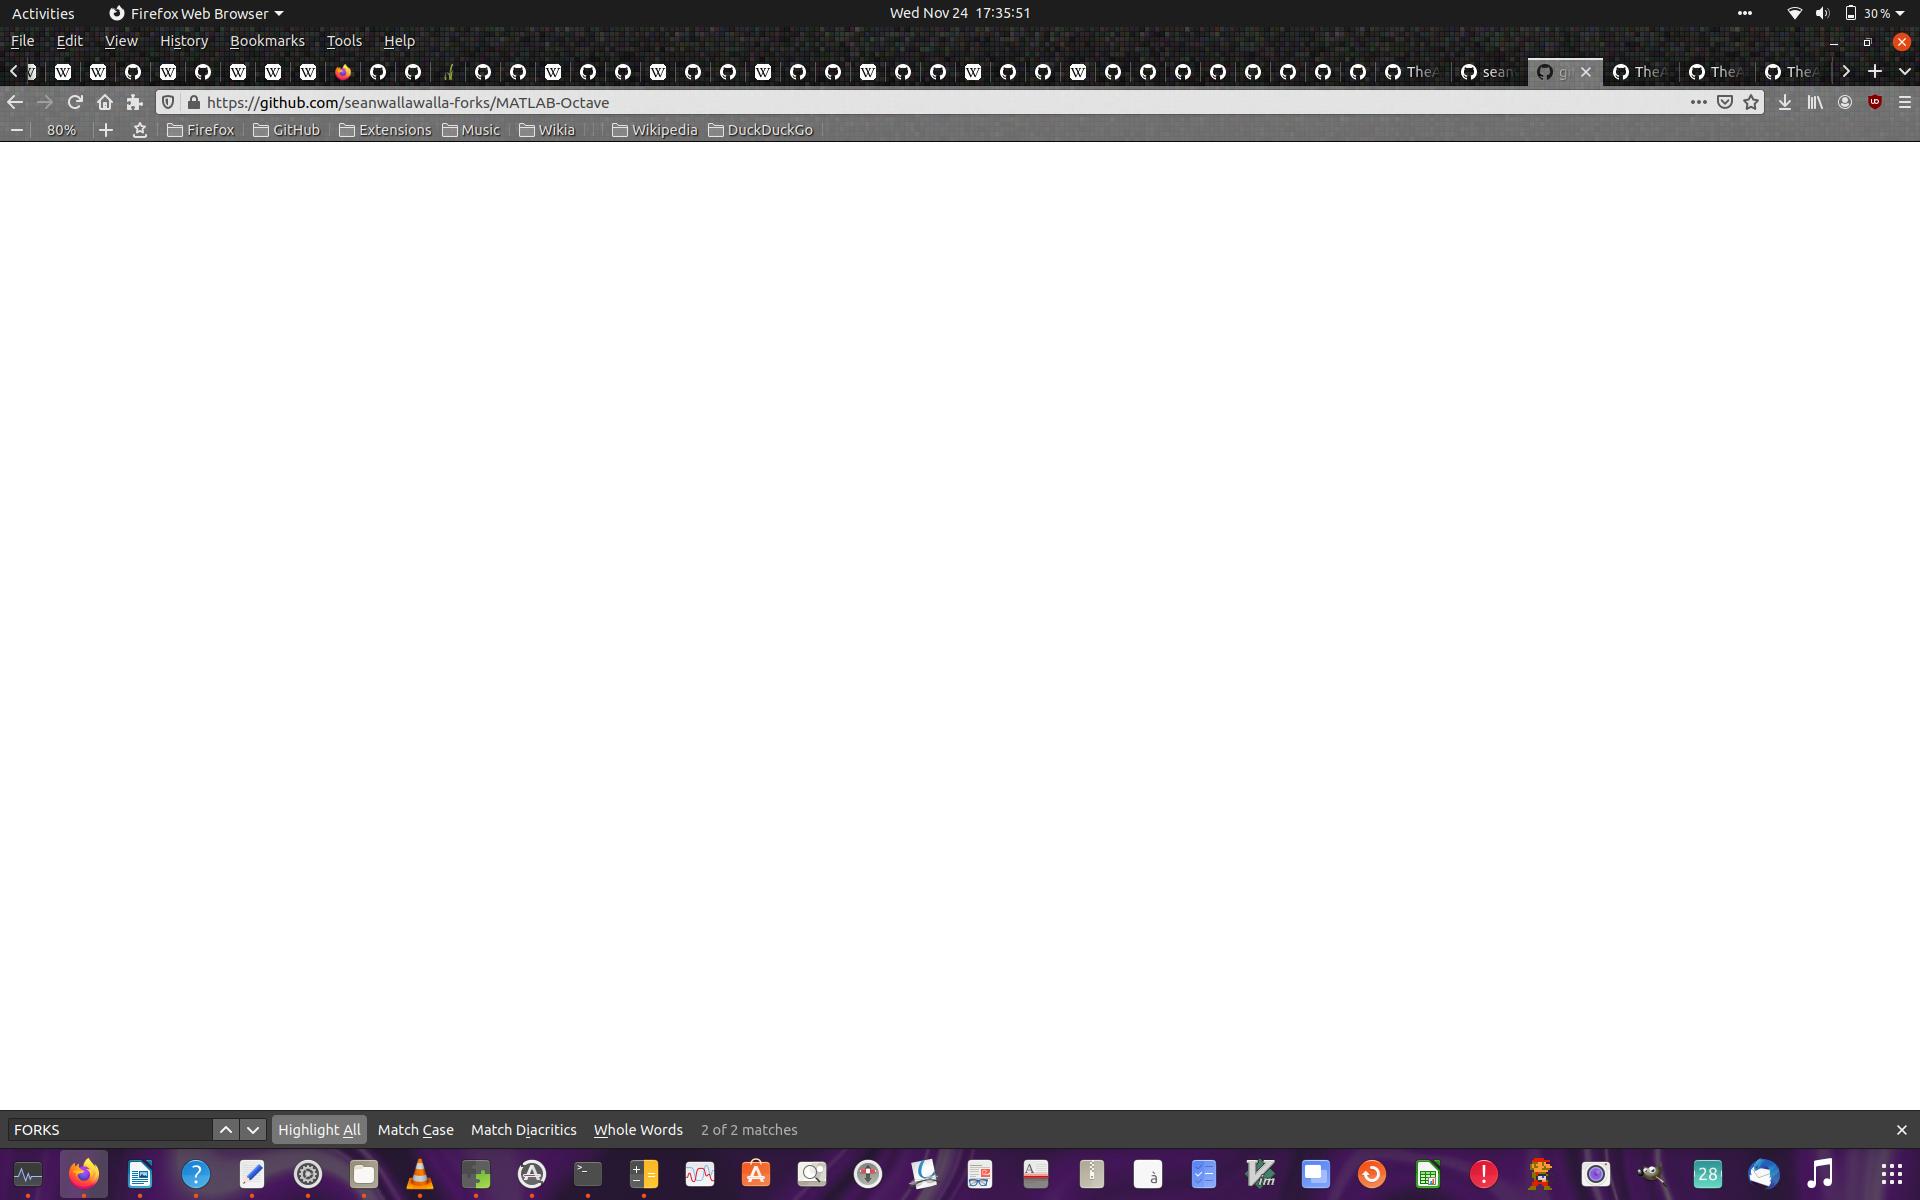 Activities Firefox Web Browser Wed Nov 24 17:35:51 30 %
File Edit View History Bookmarks Tools Help
TheA sean git TheA TheA TheA
https://github.com/seanwallawalla-forks/MATLAB-Octave
80% Firefox GitHub Extensions Music Wikia Wikipedia DuckDuckGo
FORKS Highlight All Match Case Match Diacritics Whole Words 2 of 2 matches
28